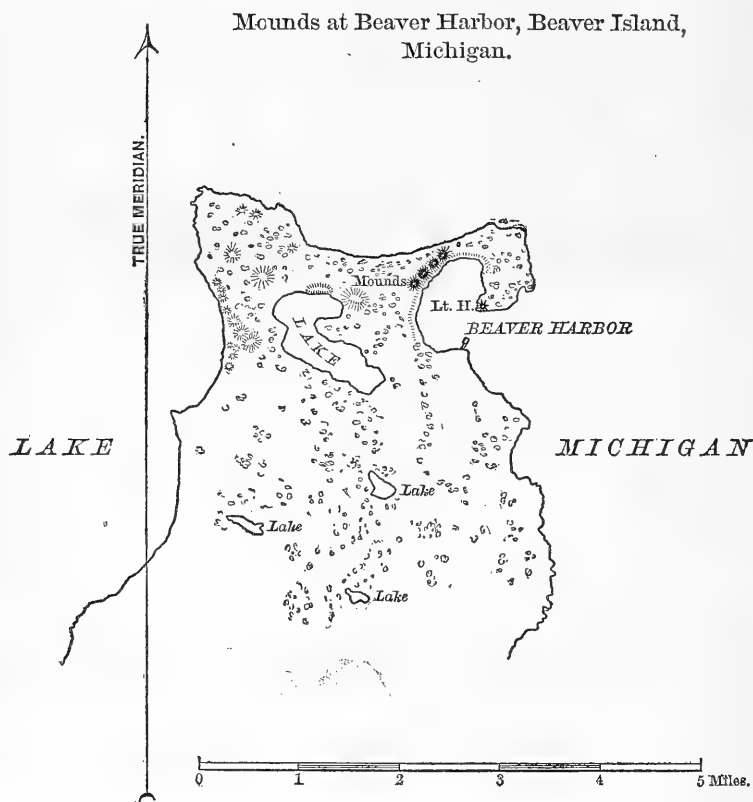 Mounds at Beaver Harbor, Beaver Island,
Michigan.
TRUE MERIDIAN.
Mounds
Lt. H.
BEAVER HARBOR
LAKE
LAKE
MICHIGAN
Lake
Lake
Lake
0 1 2 3 4 5 Miles.